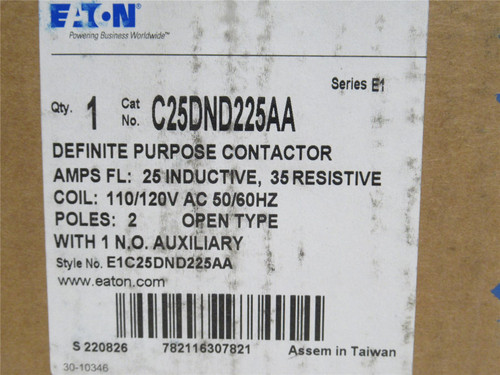 EATON
Powering Business Worldwide™
Series E1
Qty. 1 Cat No. C25DND225AA
DEFINITE PURPOSE CONTACTOR
AMPS FL: 25 INDUCTIVE, 35 RESISTIVE
COIL: 110/120V AC 50/60HZ
POLES: 2 OPEN TYPE
WITH 1 N.O. AUXILIARY
Style No. E1C25DND225AA
www.eaton.com
S 220826 782116307821 Assem in Taiwan
30-10346